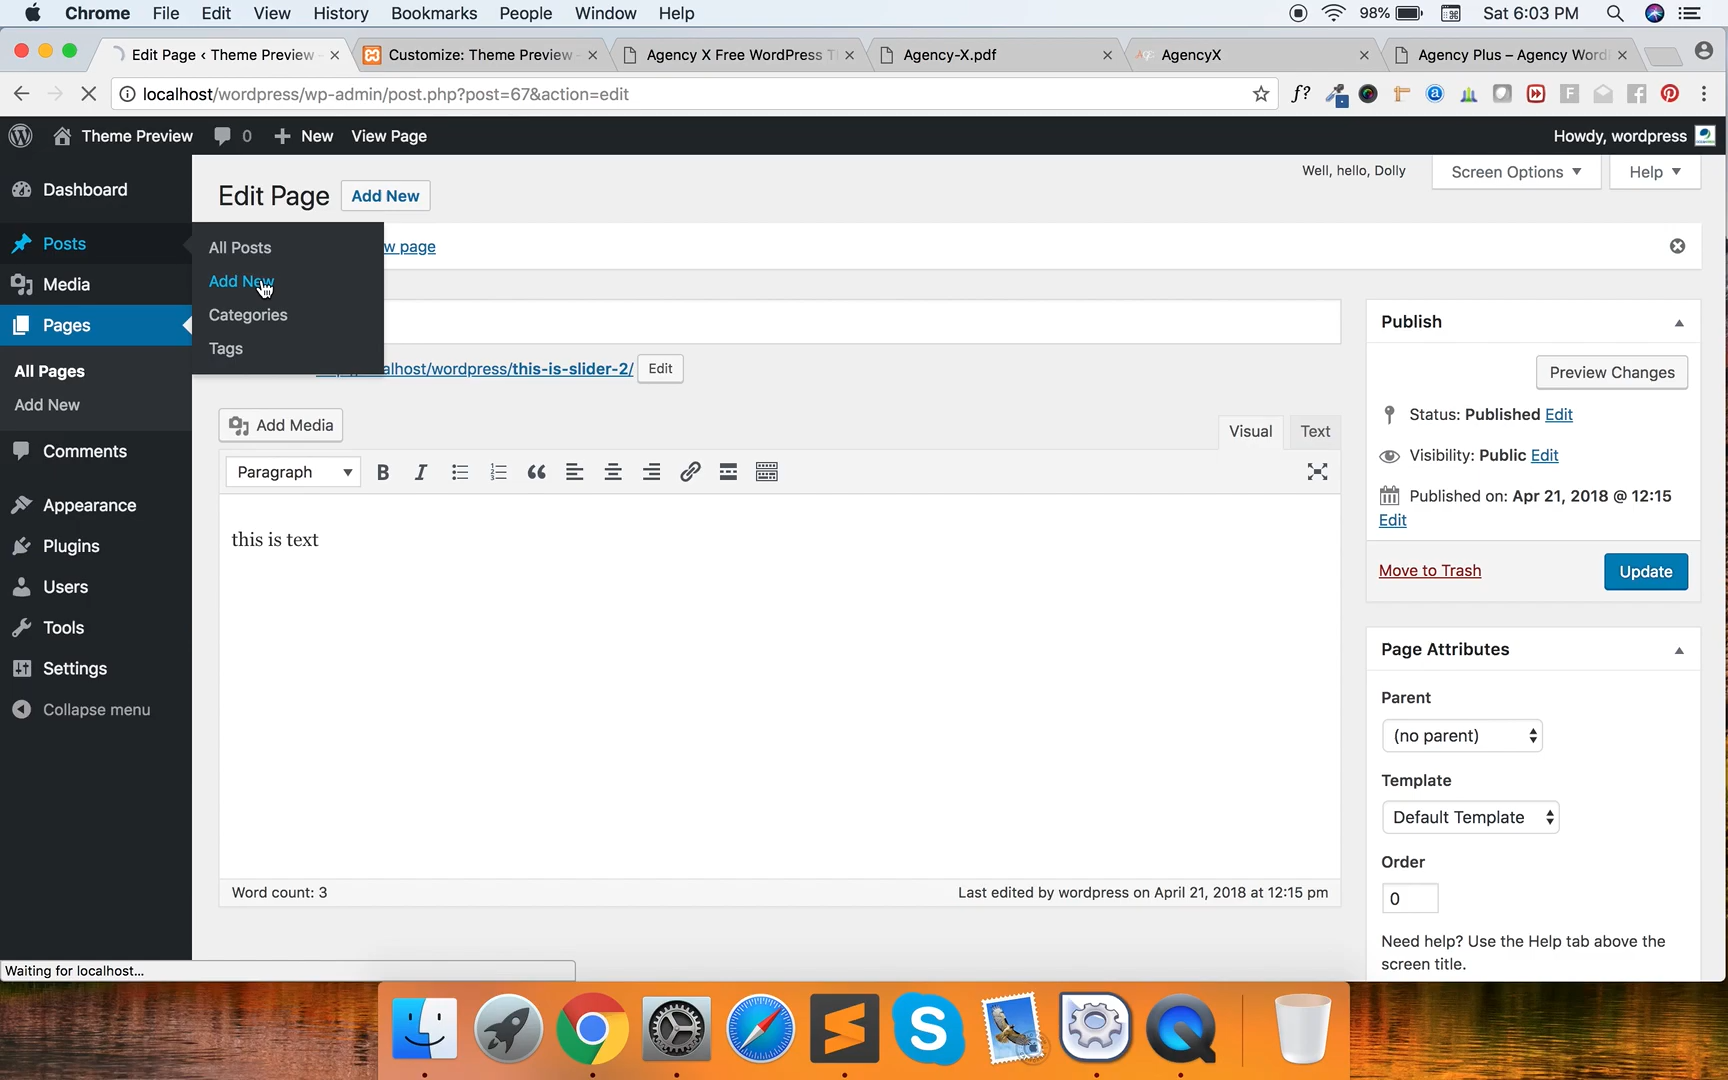 Chrome File Edit View History Bookmarks People Window Help 98% Sat 6:03 PM
Edit Page ‹ Theme Preview Customize: Theme Preview Agency X Free WordPress T Agency-X.pdf AgencyX Agency Plus – Agency Word
localhost/wordpress/wp-admin/post.php?post=67&action=edit
Theme Preview 0 New View Page Howdy, wordpress
Well, hello, Dolly Screen Options Help
Dashboard
Edit Page Add New
Posts
All Posts
w page
Media
Add New
Categories
Pages
Tags
Publish
All Pages
alhost/wordpress/this-is-slider-2/ Edit
Preview Changes
Add New
Status: Published Edit
Add Media
Visual Text
Comments
Visibility: Public Edit
Paragraph
Published on: Apr 21, 2018 @ 12:15
Edit
Appearance
this is text
Plugins
Move to Trash Update
Users
Tools
Page Attributes
Settings
Parent
Collapse menu
(no parent)
Template
Default Template
Order
0
Word count: 3 Last edited by wordpress on April 21, 2018 at 12:15 pm
Need help? Use the Help tab above the
screen title.
Waiting for localhost...